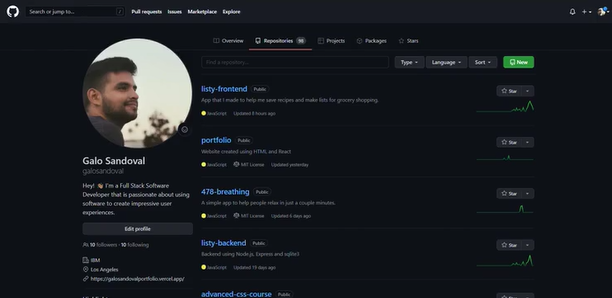 Search or jump to... /
Pull requests Issues Marketplace Explore
Overview Repositories Projects Packages Stars
Find a repository...
Type Language Sort New
listy-frontend Public
Star
App that I made to help me save recipes and make lists for grocery shopping.
JavaScript Updated 6 hours ago
portfolio Public
Star
Website created using HTML and React
JavaScript MIT License Updated yesterday
478-breathing Public
Star
A simple app to help people relax in just a couple minutes.
JavaScript MIT License Updated 6 days ago
listy-backend Public
Star
Backend using Node.js, Express and sqlite3
JavaScript Updated 19 days ago
advanced-css-course Public
Star
Galo Sandoval
galosandoval
Hey! 👋 I'm a Full Stack Software
Developer that is passionate about using
software to create impressive user
experiences.
Edit profile
10 followers · 10 following
IBM
Los Angeles
https://galosandovalportfolio.vercel.app/